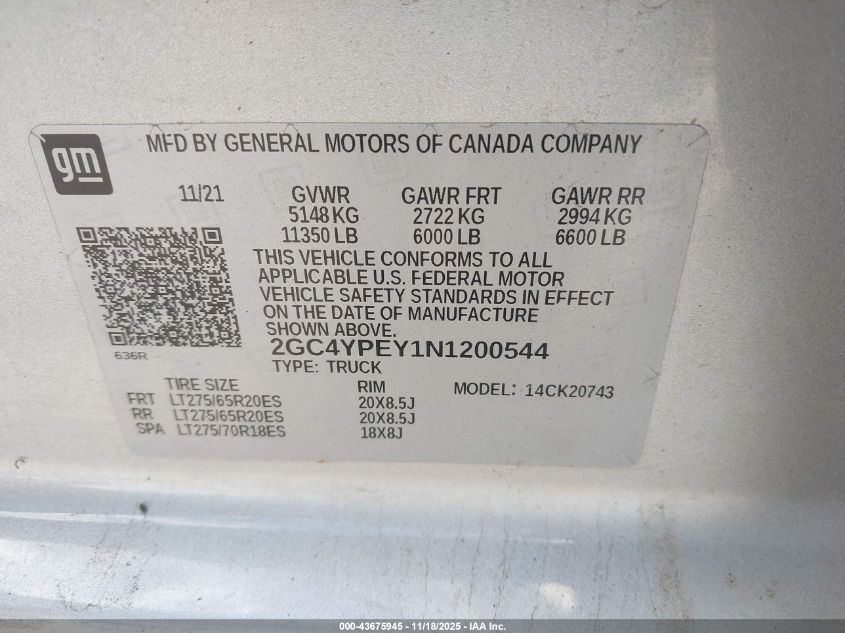 gm
MFD BY GENERAL MOTORS OF CANADA COMPANY
11/21 GVWR GAWR FRT GAWR RR
5148 KG 2722 KG 2994 KG
11350 LB 6000 LB 6600 LB
THIS VEHICLE CONFORMS TO ALL
APPLICABLE U.S. FEDERAL MOTOR
VEHICLE SAFETY STANDARDS IN EFFECT
ON THE DATE OF MANUFACTURE
SHOWN ABOVE.
636R 2GC4YPEY1N1200544
TYPE: TRUCK
TIRE SIZE RIM MODEL: 14CK20743
FRT LT275/65R20ES 20X8.5J
RR LT275/65R20ES 20X8.5J
SPA LT275/70R18ES 18X8J
000-43675945 - 11/18/2025 - IAA Inc.